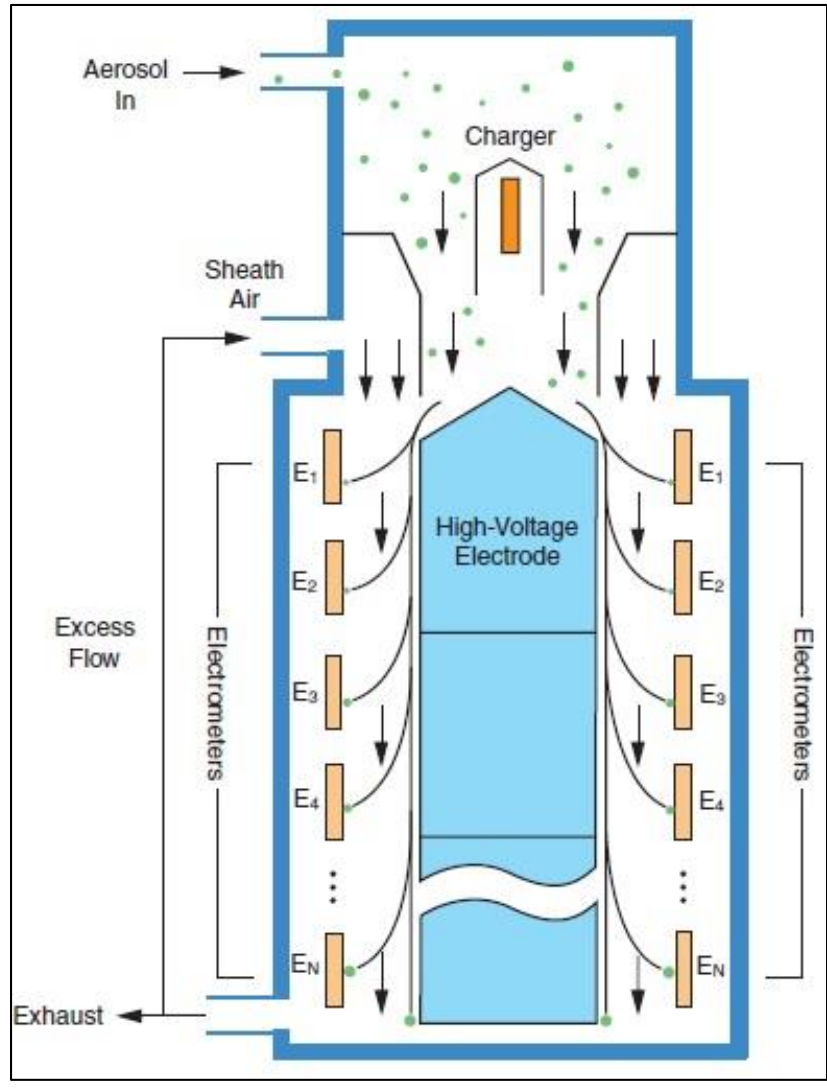 Aerosol
In
Charger
Sheath
Air
E1
E1
High-Voltage
Electrode
E2
E2
Excess
Flow
Electrometers
Electrometers
E3
E3
E4
E4
EN
EN
Exhaust